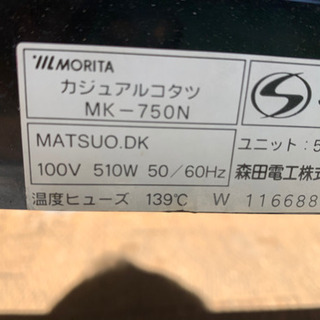 MORITA
カジュアルコタツ
MK-750N
MATSUO.DK
ユニット:5
100V 510W 50/60Hz
森田電工株式
温度ヒューズ 139℃ W 116688